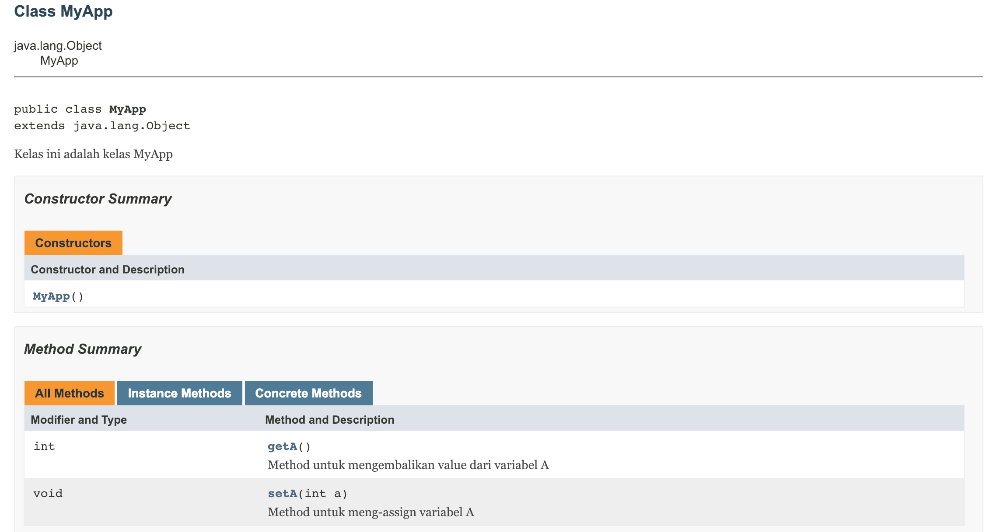 Class MyApp
java.lang.Object
MyApp
public class MyApp
extends java.lang.Object
Kelas ini adalah kelas MyApp
Constructor Summary
Constructors
Constructor and Description
MyApp()
Method Summary
All Methods Instance Methods Concrete Methods
Modifier and Type Method and Description
int getA()
Method untuk mengembalikan value dari variabel A
void setA(int a)
Method untuk meng-assign variabel A